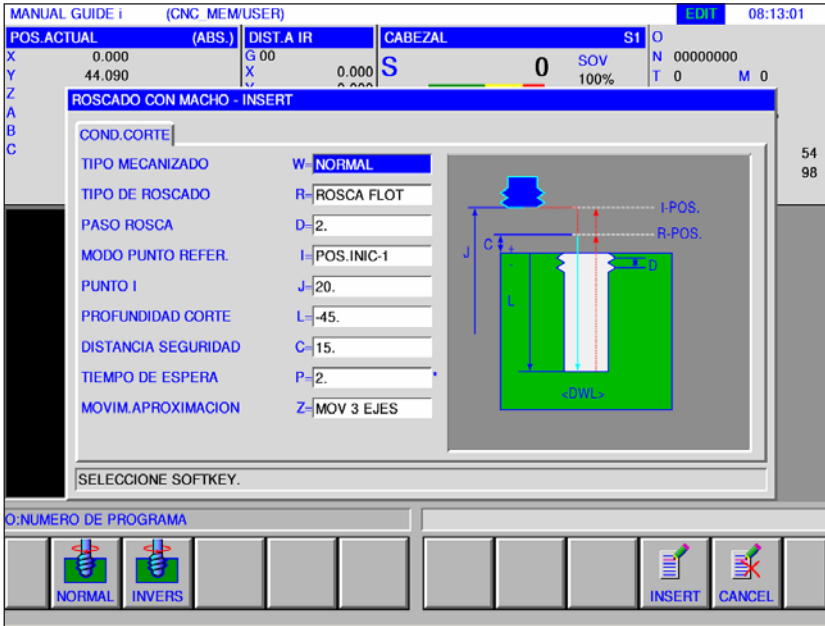 MANUAL GUIDE i (CNC_MEM/USER) EDIT 08:13:01
POS.ACTUAL (ABS.) DIST.A IR CABEZAL S1 O
X 0.000 G 00 S 0 SOV N 00000000
Y 44.090 X 0.000 100% T 0 M 0
Z
ROSCADO CON MACHO - INSERT
A
B
C
54
98
COND.CORTE
TIPO MECANIZADO W= NORMAL
TIPO DE ROSCADO R= ROSCA FLOT
PASO ROSCA D= 2.
MODO PUNTO REFER. I= POS.INIC-1
PUNTO I J= 20.
PROFUNDIDAD CORTE L= -45.
DISTANCIA SEGURIDAD C= 15.
TIEMPO DE ESPERA P= 2. *
MOVIM.APROXIMACION Z= MOV 3 EJES
I-POS.
R-POS.
J
C
+
-
D
L
<DWL>
SELECCIONE SOFTKEY.
O:NUMERO DE PROGRAMA
NORMAL INVERS INSERT CANCEL